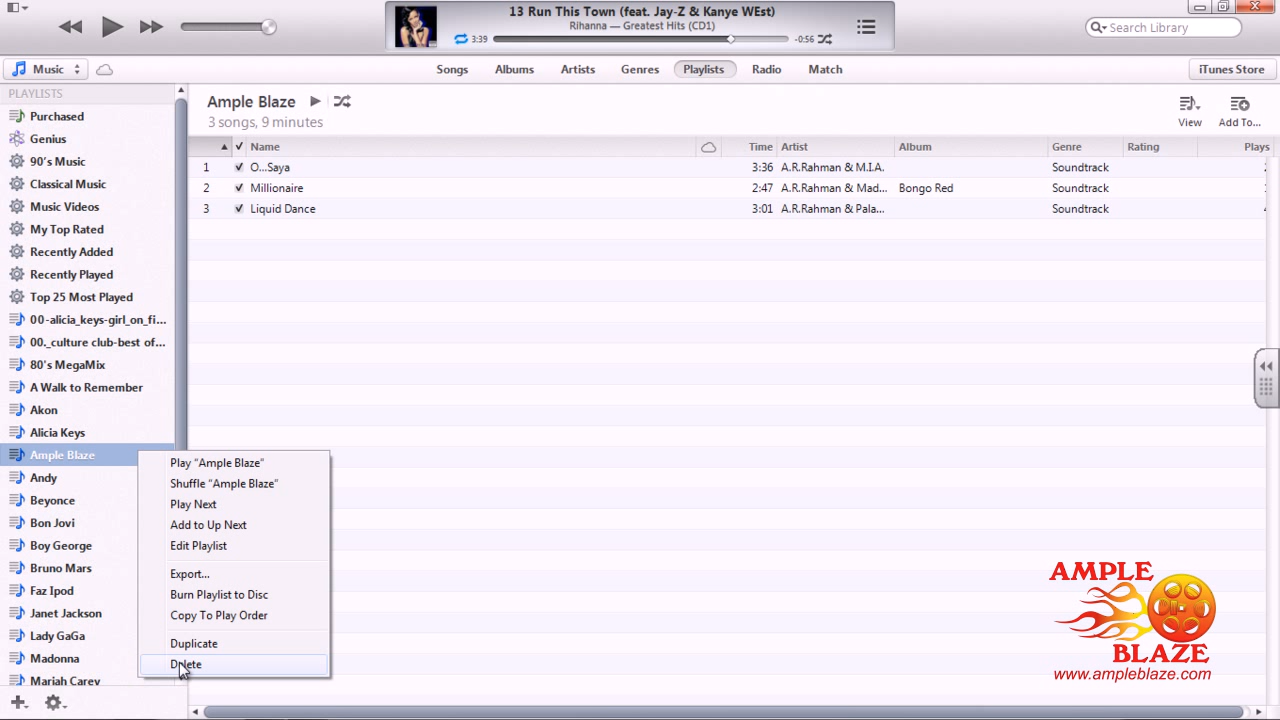 13 Run This Town (feat. Jay-Z & Kanye WEst)
Rihanna — Greatest Hits (CD1)
3:39
-0:56
Search Library
Music
Songs
Albums
Artists
Genres
Playlists
Radio
Match
iTunes Store
PLAYLISTS
Purchased
Genius
90's Music
Classical Music
Music Videos
My Top Rated
Recently Added
Recently Played
Top 25 Most Played
00-alicia_keys-girl_on_fi...
00._culture club-best of...
80's MegaMix
A Walk to Remember
Akon
Alicia Keys
Ample Blaze
Andy
Beyonce
Bon Jovi
Boy George
Bruno Mars
Faz Ipod
Janet Jackson
Lady GaGa
Madonna
Mariah Carey
Ample Blaze
3 songs, 9 minutes
View
Add To...
Name Time Artist Album Genre Rating Plays
1 O...Saya 3:36 A.R.Rahman & M.I.A. Soundtrack
2 Millionaire 2:47 A.R.Rahman & Mad... Bongo Red Soundtrack
3 Liquid Dance 3:01 A.R.Rahman & Pala... Soundtrack
Play “Ample Blaze”
Shuffle “Ample Blaze”
Play Next
Add to Up Next
Edit Playlist
Export...
Burn Playlist to Disc
Copy To Play Order
Duplicate
Delete
AMPLE
BLAZE
www.ampleblaze.com